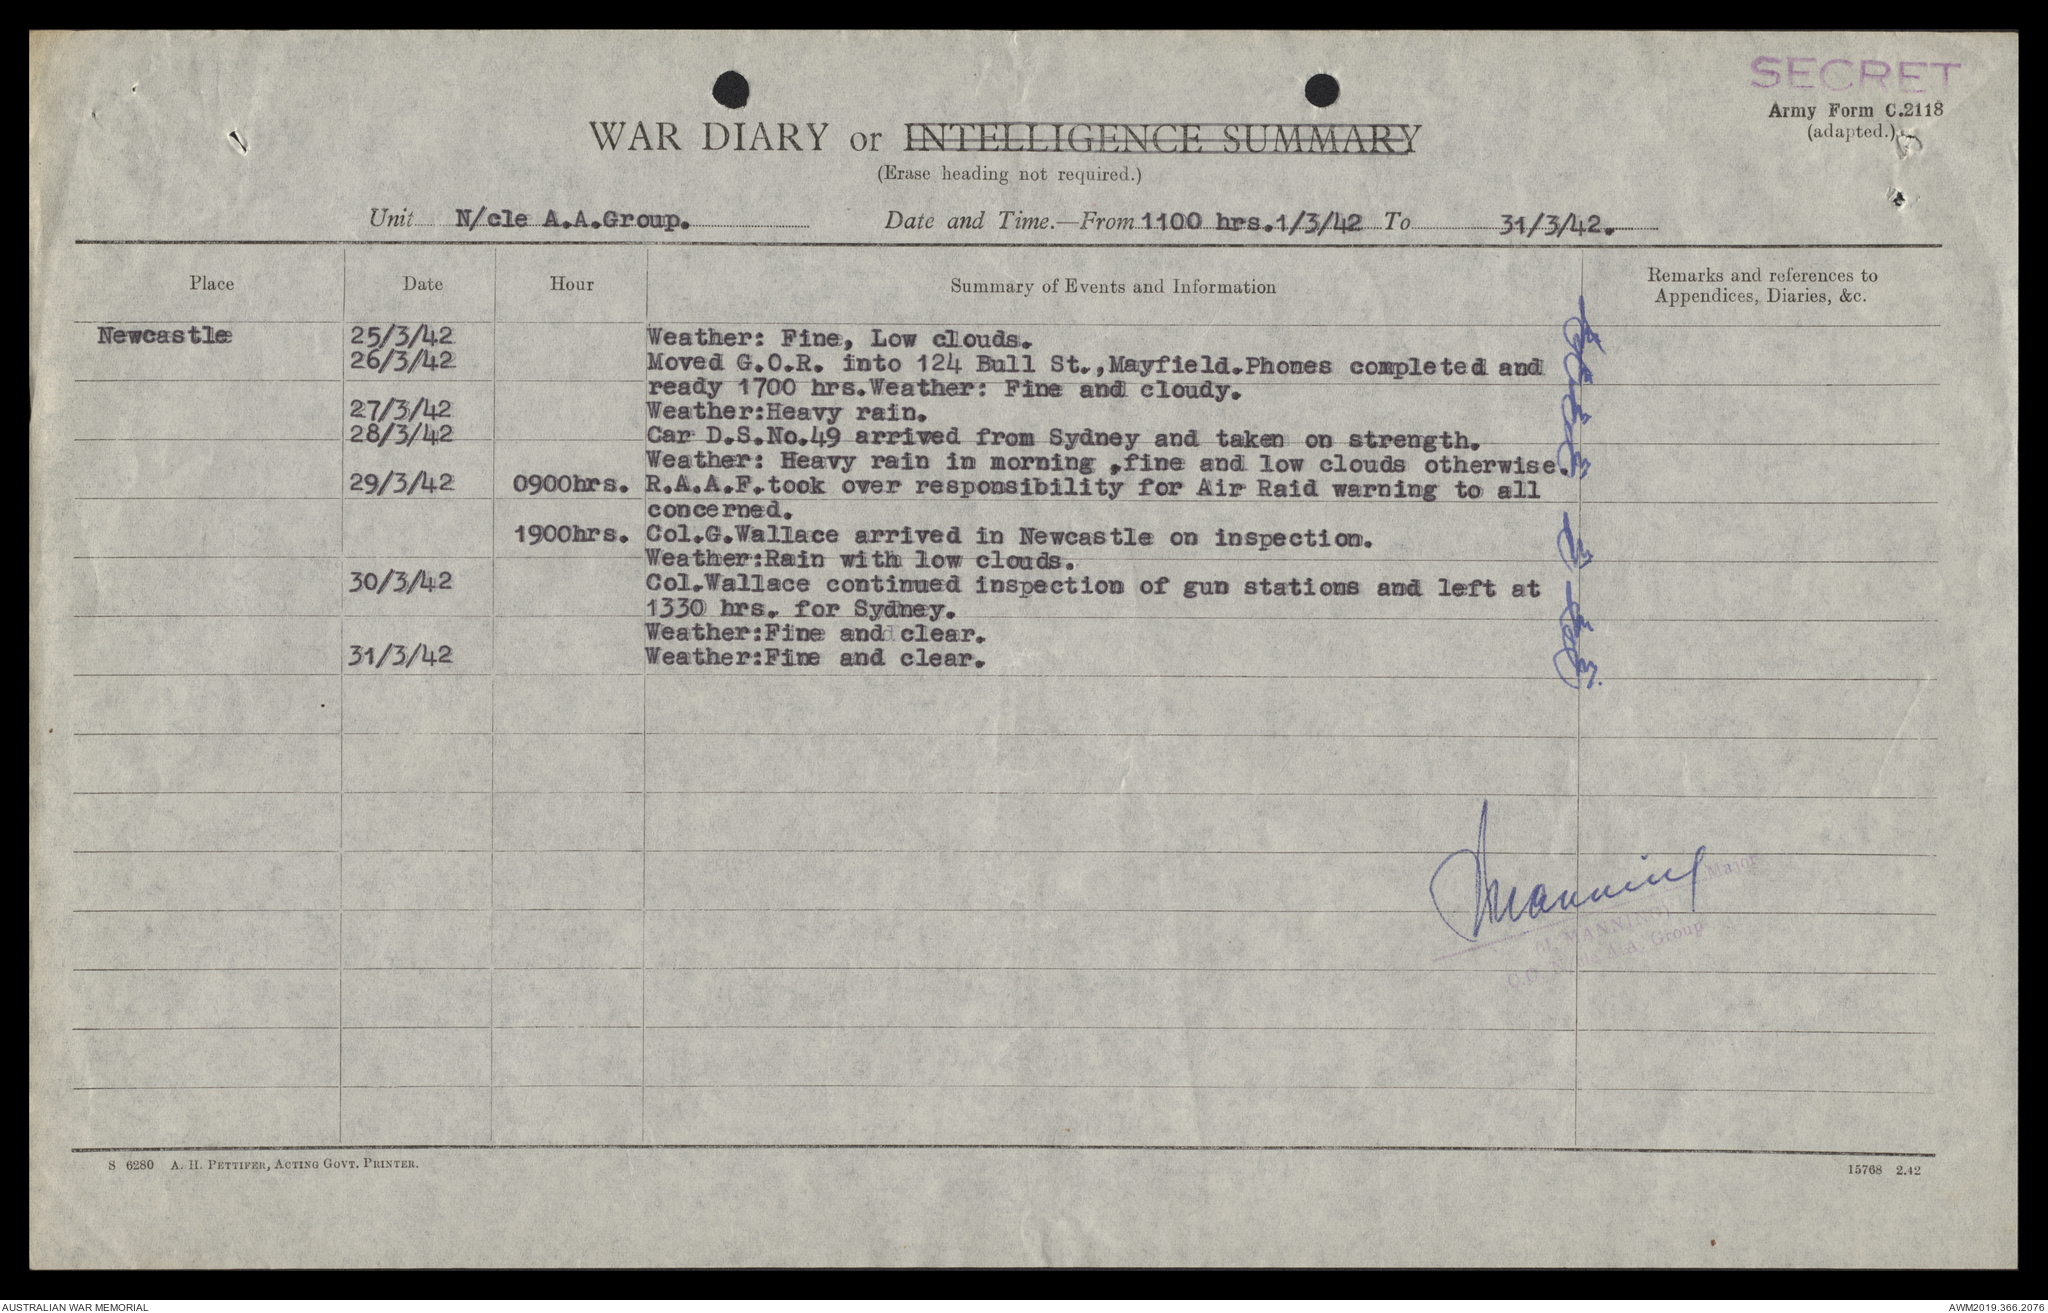 SECRET
Army Form C.2118
(adapted.)
WAR DIARY or INTELLIGENCE SUMMARY
(Erase heading not required.)
Unit N/cle A.A.Group. Date and Time.—From 1100 hrs.1/3/42 To 31/3/42.
Place Date Hour Summary of Events and Information Remarks and references to
Appendices, Diaries, &c.
Newcastle 25/3/42 Weather: Fine, Low clouds.
26/3/42 Moved G.O.R. into 124 Bull St.,Mayfield.Phones completed and
ready 1700 hrs.Weather: Fine and cloudy.
27/3/42 Weather:Heavy rain.
28/3/42 Car D.S.No.49 arrived from Sydney and taken on strength.
Weather: Heavy rain in morning ,fine and low clouds otherwise.
29/3/42 0900hrs. R.A.A.F.took over responsibility for Air Raid warning to all
concerned.
1900hrs. Col.G.Wallace arrived in Newcastle on inspection.
Weather:Rain with low clouds.
30/3/42 Col.Wallace continued inspection of gun stations and left at
1330 hrs. for Sydney.
Weather:Fine and clear.
31/3/42 Weather:Fine and clear.
Manning
Major
MANNING)
A.A. Group
S 6280 A. H. Pettifer, Acting Govt. Printer.
15768 2.42
AUSTRALIAN WAR MEMORIAL
AWM2019.366.2076